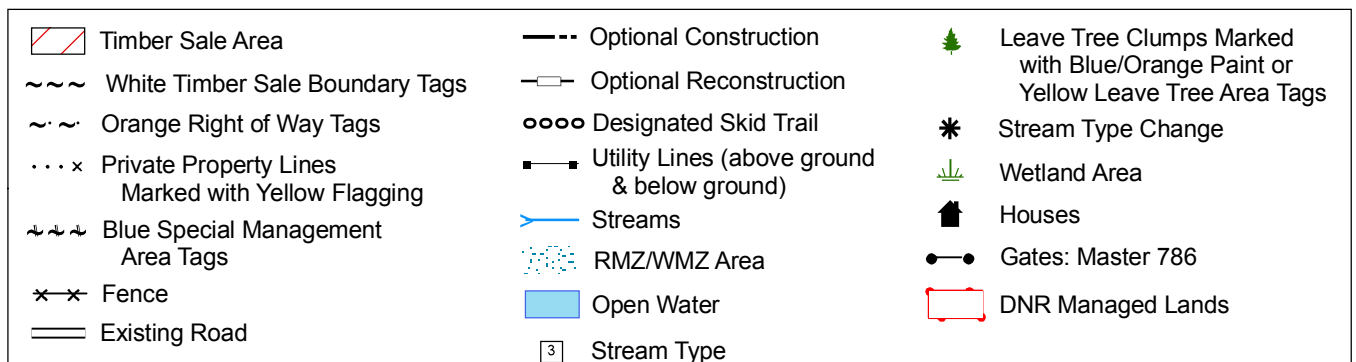 Timber Sale Area
White Timber Sale Boundary Tags
Orange Right of Way Tags
Private Property Lines
Marked with Yellow Flagging
Blue Special Management
Area Tags
Fence
Existing Road
Optional Construction
Optional Reconstruction
Designated Skid Trail
Utility Lines (above ground
& below ground)
Streams
RMZ/WMZ Area
Open Water
3 Stream Type
Leave Tree Clumps Marked
with Blue/Orange Paint or
Yellow Leave Tree Area Tags
Stream Type Change
Wetland Area
Houses
Gates: Master 786
DNR Managed Lands